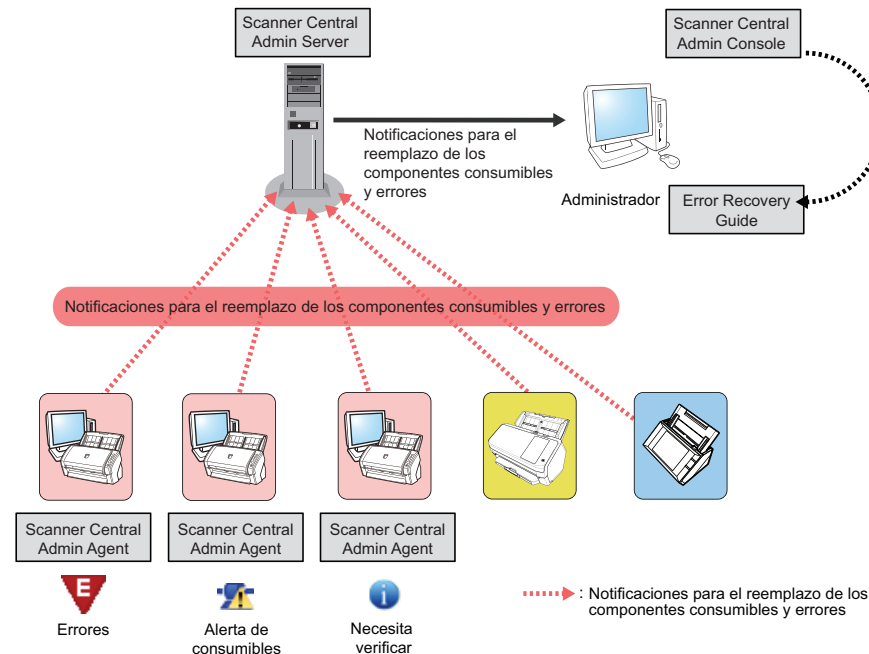 Scanner Central
Admin Server
Scanner Central
Admin Console
Notificaciones para el
reemplazo de los
componentes consumibles
y errores
Administrador
Error Recovery
Guide
Notificaciones para el reemplazo de los componentes consumibles y errores
Scanner Central
Admin Agent
Scanner Central
Admin Agent
Scanner Central
Admin Agent
E
Errores
Alerta de
consumibles
i
Necesita
verificar
: Notificaciones para el reemplazo de los
componentes consumibles y errores